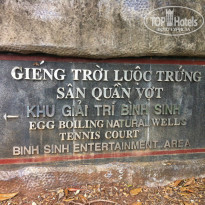 TOP HOTELS
GIẾNG TRỜI LUỘC TRỨNG
SÂN QUẦN VỢT
← KHU GIẢI TRÍ BÌNH SINH
EGG BOILING NATURAL WELLS
TENNIS COURT
BINH SINH ENTERTAINMENT AREA